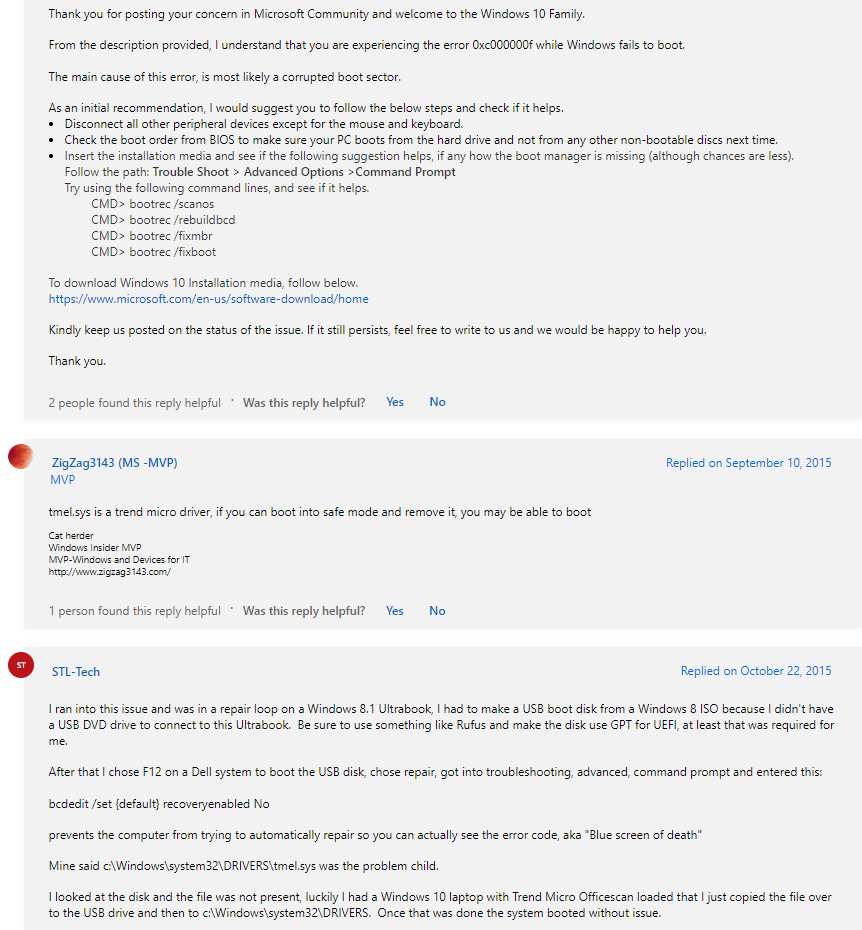 Thank you for posting your concern in Microsoft Community and welcome to the Windows 10 Family.
From the description provided, I understand that you are experiencing the error 0xc000000f while Windows fails to boot.
The main cause of this error, is most likely a corrupted boot sector.
As an initial recommendation, I would suggest you to follow the below steps and check if it helps.
• Disconnect all other peripheral devices except for the mouse and keyboard.
• Check the boot order from BIOS to make sure your PC boots from the hard drive and not from any other non-bootable discs next time.
• Insert the installation media and see if the following suggestion helps, if any how the boot manager is missing (although chances are less).
Follow the path: Trouble Shoot > Advanced Options >Command Prompt
Try using the following command lines, and see if it helps.
CMD> bootrec /scanos
CMD> bootrec /rebuildbcd
CMD> bootrec /fixmbr
CMD> bootrec /fixboot
To download Windows 10 Installation media, follow below.
https://www.microsoft.com/en-us/software-download/home
Kindly keep us posted on the status of the issue. If it still persists, feel free to write to us and we would be happy to help you.
Thank you.
2 people found this reply helpful · Was this reply helpful? Yes No
ZigZag3143 (MS -MVP) Replied on September 10, 2015
MVP
tmel.sys is a trend micro driver, if you can boot into safe mode and remove it, you may be able to boot
Cat herder
Windows Insider MVP
MVP-Windows and Devices for IT
http://www.zigzag3143.com/
1 person found this reply helpful · Was this reply helpful? Yes No
ST STL-Tech Replied on October 22, 2015
I ran into this issue and was in a repair loop on a Windows 8.1 Ultrabook, I had to make a USB boot disk from a Windows 8 ISO because I didn't have
a USB DVD drive to connect to this Ultrabook. Be sure to use something like Rufus and make the disk use GPT for UEFI, at least that was required for
me.
After that I chose F12 on a Dell system to boot the USB disk, chose repair, got into troubleshooting, advanced, command prompt and entered this:
bcdedit /set {default} recoveryenabled No
prevents the computer from trying to automatically repair so you can actually see the error code, aka "Blue screen of death"
Mine said c:\Windows\system32\DRIVERS\tmel.sys was the problem child.
I looked at the disk and the file was not present, luckily I had a Windows 10 laptop with Trend Micro Officescan loaded that I just copied the file over
to the USB drive and then to c:\Windows\system32\DRIVERS. Once that was done the system booted without issue.